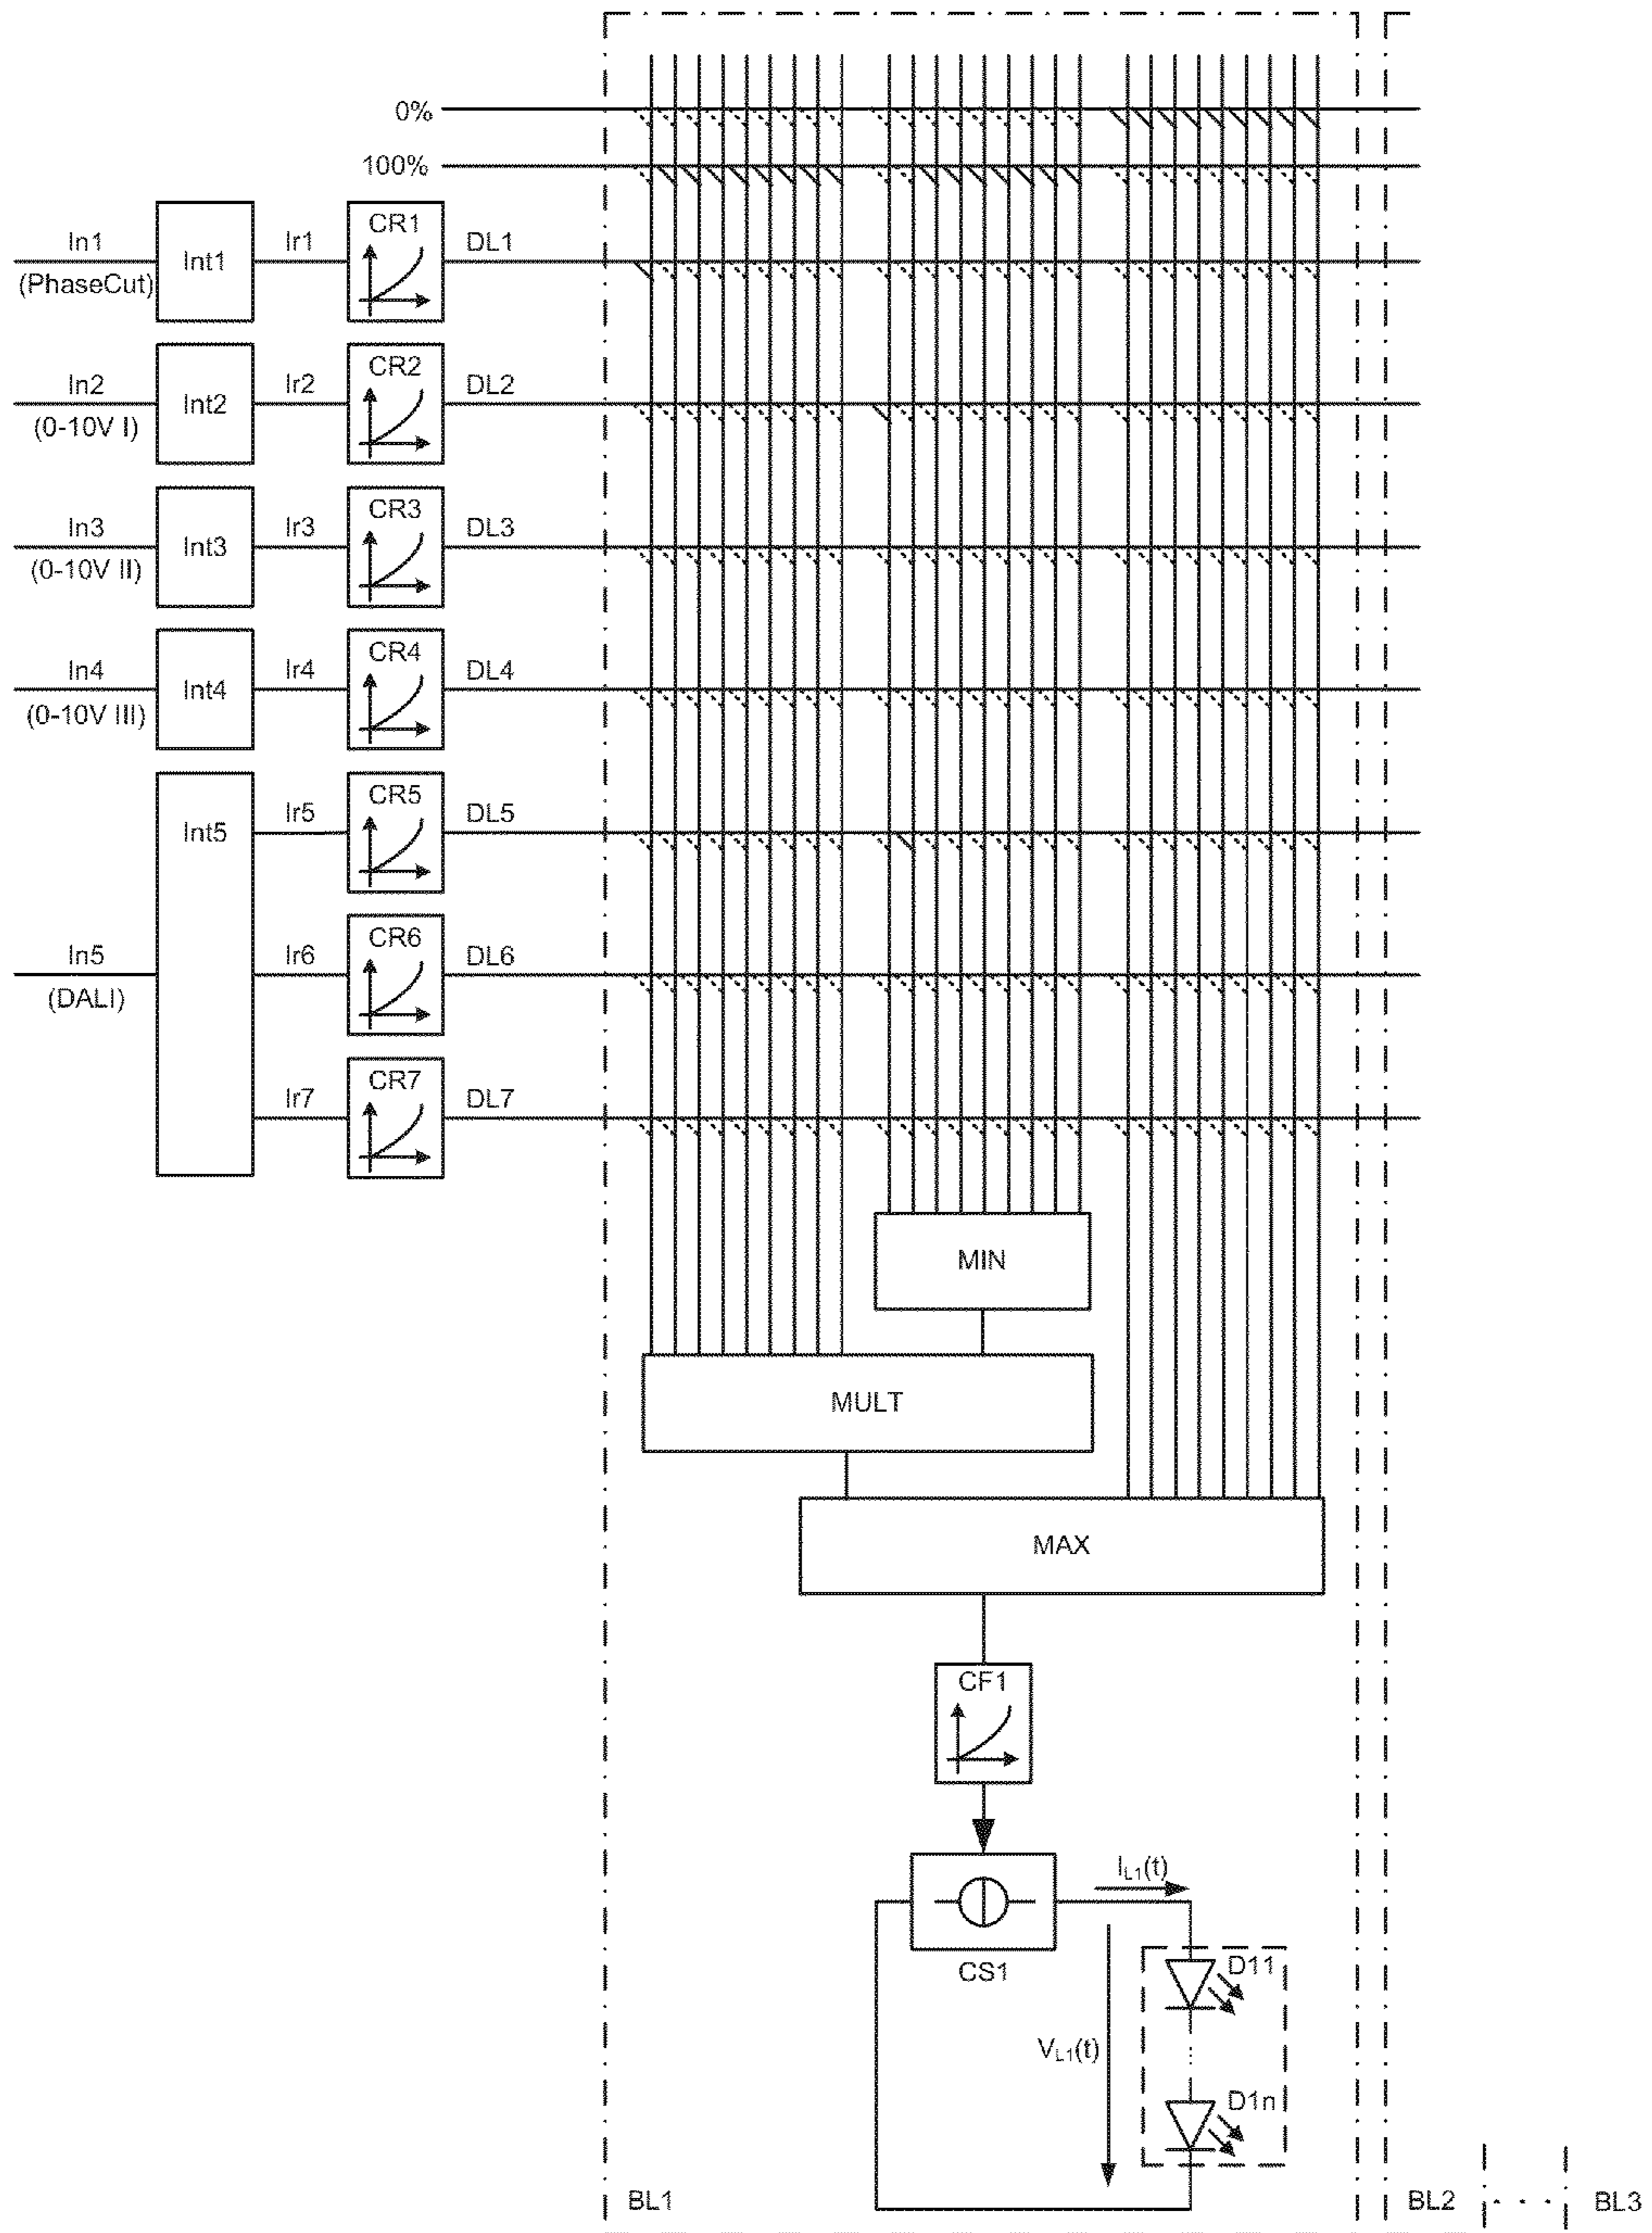 0%
100%
In1
(PhaseCut)
Int1
Ir1
CR1
DL1
In2
(0-10V I)
Int2
Ir2
CR2
DL2
In3
(0-10V II)
Int3
Ir3
CR3
DL3
In4
(0-10V III)
Int4
Ir4
CR4
DL4
Int5
Ir5
CR5
DL5
In5
(DALI)
Ir6
CR6
DL6
Ir7
CR7
DL7
MIN
MULT
MAX
CF1
IL1(t)
CS1
D11
VL1(t)
...
D1n
BL1
BL2
. . .
BL3